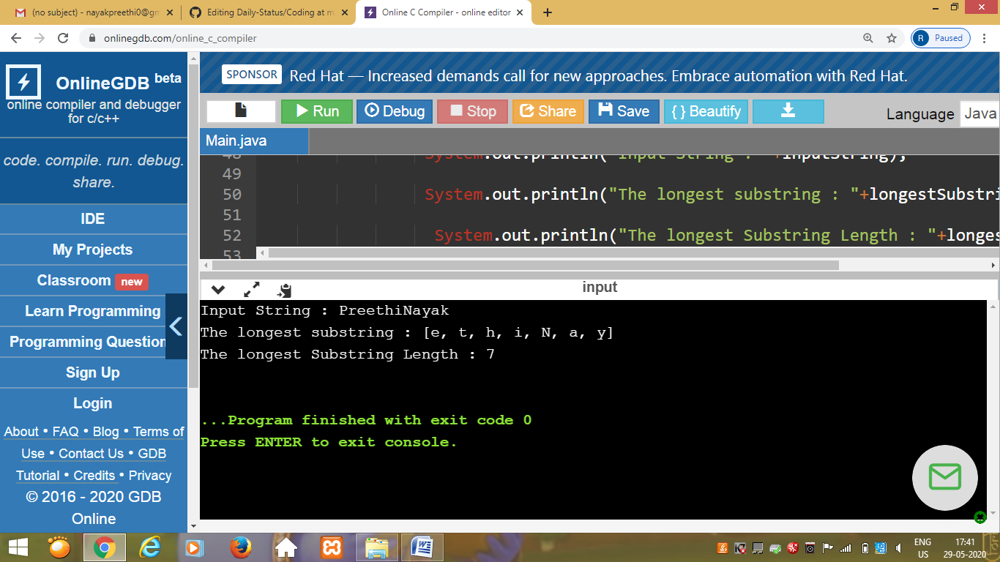 (no subject) - nayakpreethi0@gm
Editing Daily-Status/Coding at m
Online C Compiler - online editor
onlinegdb.com/online_c_compiler
R Paused
OnlineGDB beta
online compiler and debugger
for c/c++
code. compile. run. debug.
share.
IDE
My Projects
Classroom new
Learn Programming
Programming Question
Sign Up
Login
About • FAQ • Blog • Terms of
Use • Contact Us • GDB
Tutorial • Credits • Privacy
© 2016 - 2020 GDB
Online
SPONSOR Red Hat — Increased demands call for new approaches. Embrace automation with Red Hat.
Run Debug Stop Share Save { } Beautify
Language Java
Main.java
48 System.out.println("Input String : "+inputString);
49
50 System.out.println("The longest substring : "+longestSubstri
51
52 System.out.println("The longest Substring Length : "+longes
53
input
Input String : PreethiNayak
The longest substring : [e, t, h, i, N, a, y]
The longest Substring Length : 7
...Program finished with exit code 0
Press ENTER to exit console.
ENG
US
17:41
29-05-2020